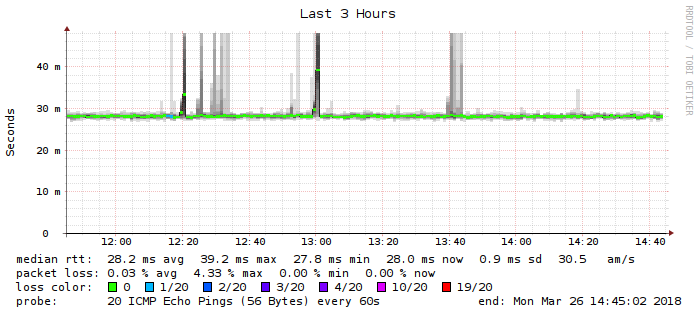 Last 3 Hours
RRDTOOL / TOBI OETIKER
Seconds
40 m
30 m
20 m
10 m
0
12:00 12:20 12:40 13:00 13:20 13:40 14:00 14:20 14:40
median rtt: 28.2 ms avg 39.2 ms max 27.8 ms min 28.0 ms now 0.9 ms sd 30.5 am/s
packet loss: 0.03 % avg 4.33 % max 0.00 % min 0.00 % now
loss color: 0 1/20 2/20 3/20 4/20 10/20 19/20
probe: 20 ICMP Echo Pings (56 Bytes) every 60s end: Mon Mar 26 14:45:02 2018